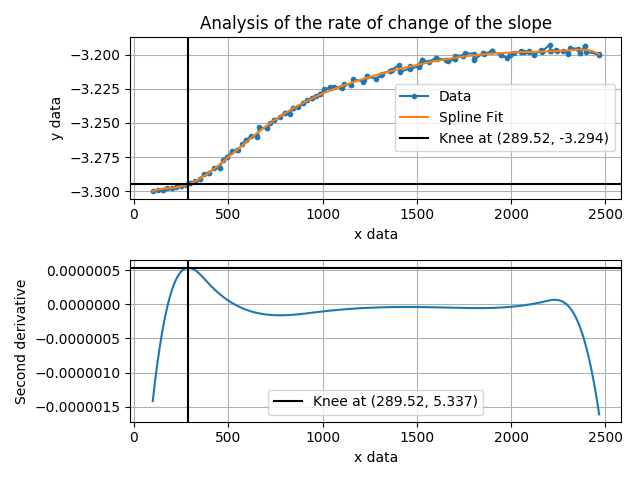 Analysis of the rate of change of the slope
−3.200
−3.225
−3.250
−3.275
−3.300
y data
Data
Spline Fit
Knee at (289.52, -3.294)
0 500 1000 1500 2000 2500
x data
0.0000005
0.0000000
−0.0000005
−0.0000010
−0.0000015
Second derivative
Knee at (289.52, 5.337)
0 500 1000 1500 2000 2500
x data